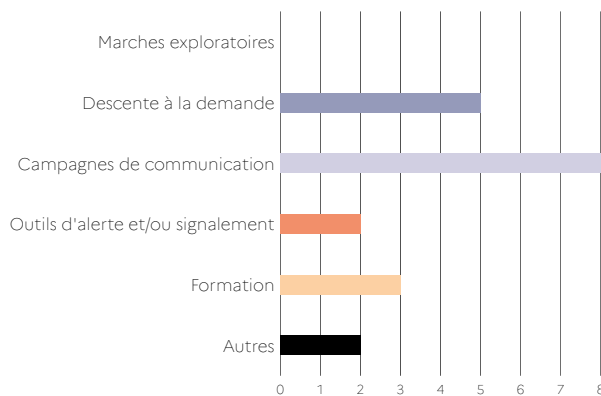 Marches exploratoires
Descente à la demande
Campagnes de communication
Outils d'alerte et/ou signalement
Formation
Autres
0 1 2 3 4 5 6 7 8